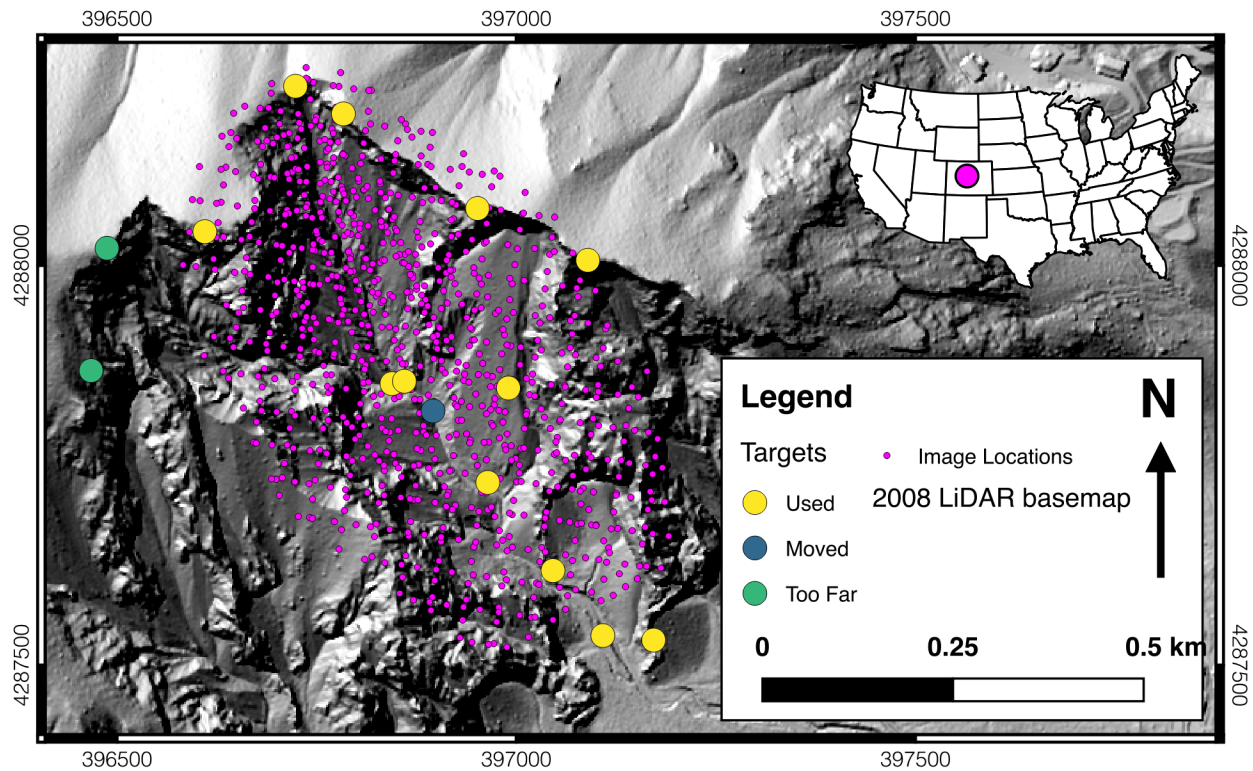 396500 397000 397500
4288000 4288000
Legend N
Targets
Image Locations
Used
2008 LiDAR basemap
Moved
Too Far
0 0.25 0.5 km
4287500 4287500
396500 397000 397500